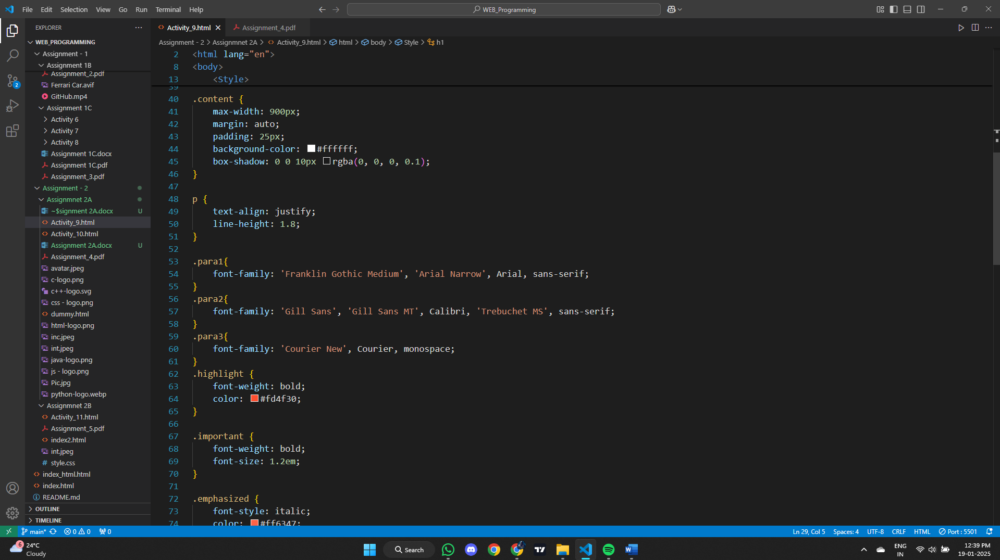 File Edit Selection View Go Run Terminal Help
WEB_Programming
EXPLORER
WEB_PROGRAMMING
Assignment - 1
Assignment 1B
Assignment_2.pdf
Ferrari Car.avif
GitHub.mp4
Assignment 1C
Activity 6
Activity 7
Activity 8
Assignment 1C.docx
Assignment 1C.pdf
Assignment_3.pdf
Assignment - 2
Assignmnet 2A
~$signment 2A.docx U
Activity_9.html
Activity_10.html
Assignment 2A.docx U
Assignment_4.pdf
avatar.jpeg
c-logo.png
c++-logo.svg
css - logo.png
dummy.html
html-logo.png
inc.jpeg
int.jpeg
java-logo.png
js - logo.png
Pic.jpg
python-logo.webp
Assignmnet 2B
Activity_11.html
Assignment_5.pdf
index2.html
int.jpeg
style.css
index_html.html
index.html
README.md
OUTLINE
TIMELINE
2
Activity_9.html
Assignment_4.pdf
Assignment - 2 > Assignmnet 2A > Activity_9.html > html > body > Style > h1
2 <html lang="en">
8 <body>
13 <Style>
39
40 .content {
41 max-width: 900px;
42 margin: auto;
43 padding: 25px;
44 background-color: #ffffff;
45 box-shadow: 0 0 10px rgba(0, 0, 0, 0.1);
46 }
47
48 p {
49 text-align: justify;
50 line-height: 1.8;
51 }
52
53 .para1{
54 font-family: 'Franklin Gothic Medium', 'Arial Narrow', Arial, sans-serif;
55 }
56 .para2{
57 font-family: 'Gill Sans', 'Gill Sans MT', Calibri, 'Trebuchet MS', sans-serif;
58 }
59 .para3{
60 font-family: 'Courier New', Courier, monospace;
61 }
62 .highlight {
63 font-weight: bold;
64 color: #fd4f30;
65 }
66
67 .important {
68 font-weight: bold;
69 font-size: 1.2em;
70 }
71
72 .emphasized {
73 font-style: italic;
74 color: #ff6347;
main* 0 0 0
Ln 29, Col 5 Spaces: 4 UTF-8 CRLF HTML Port : 5501
6
24°C
Cloudy
Search
ENG
IN
12:39 PM
19-01-2025